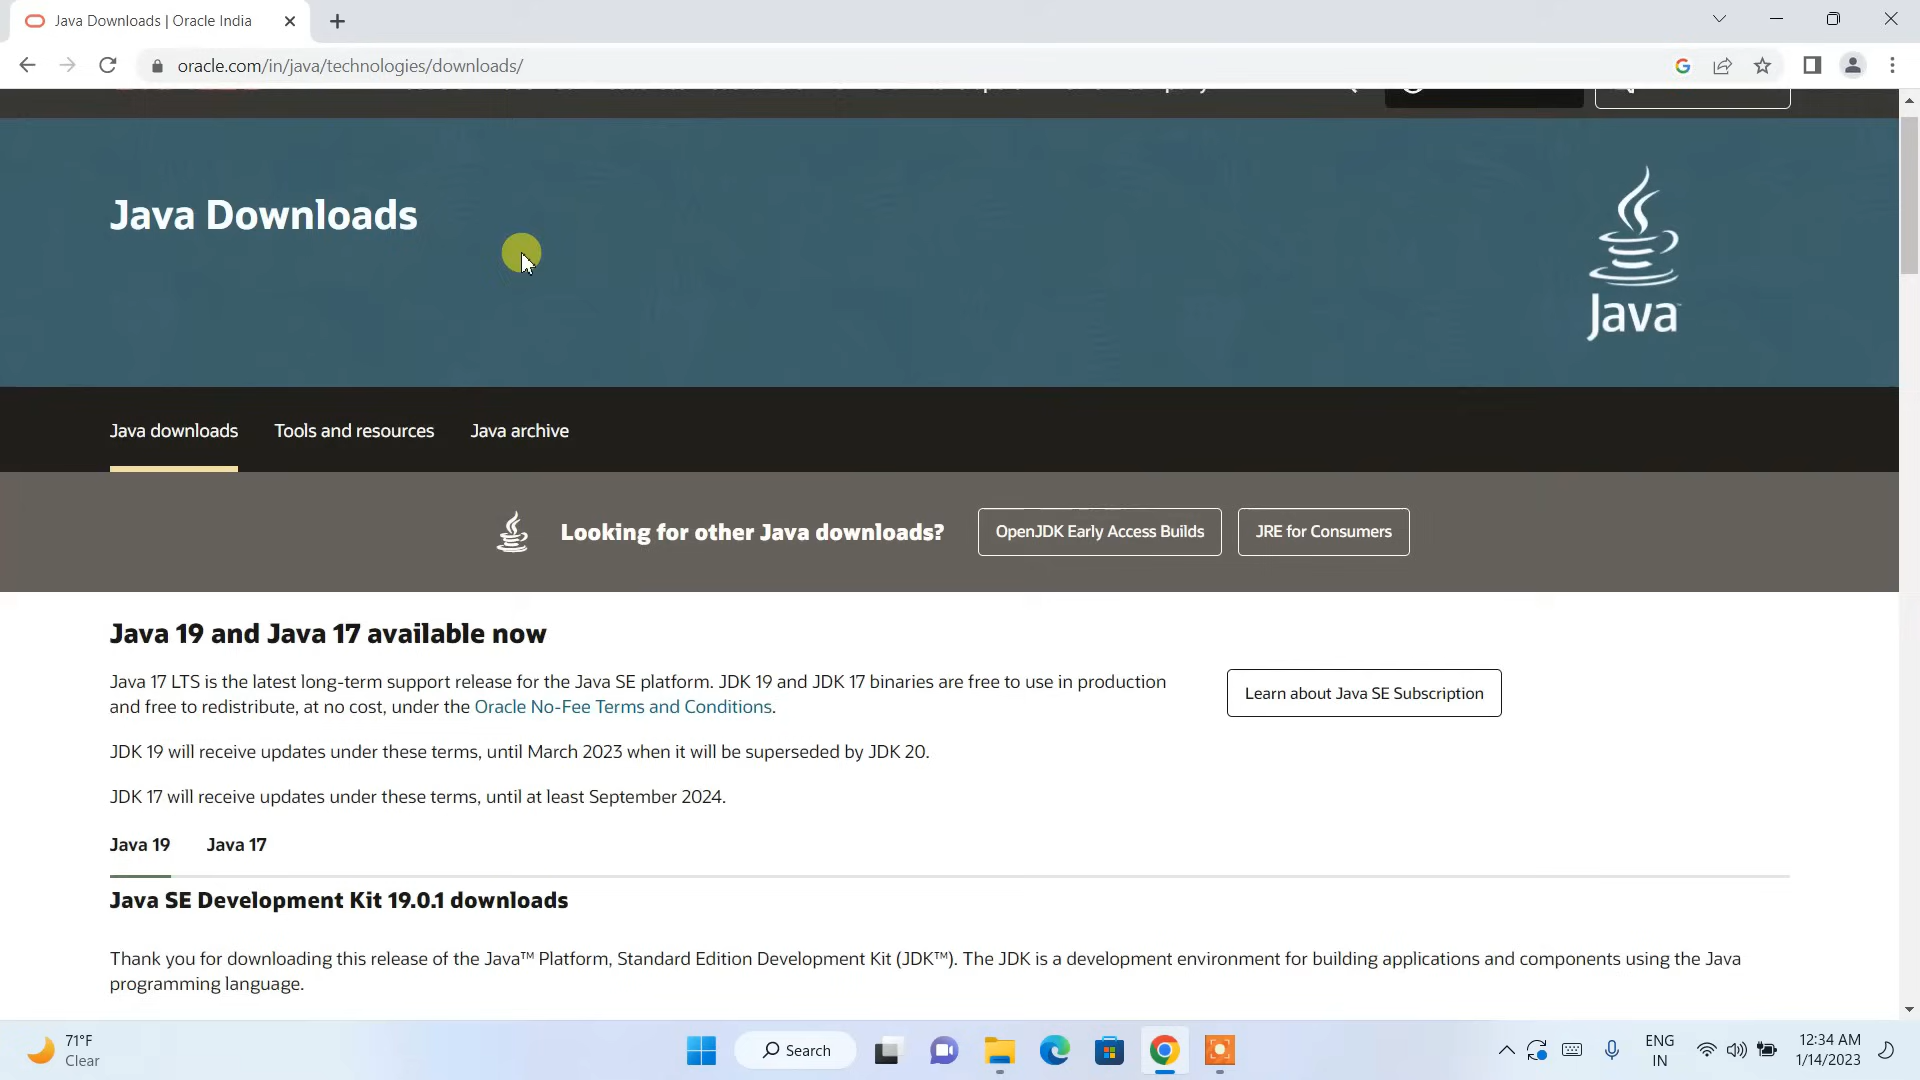 Java Downloads | Oracle India
oracle.com/in/java/technologies/downloads/
Java Downloads
Java
Java downloads
Tools and resources
Java archive
Looking for other Java downloads?
OpenJDK Early Access Builds
JRE for Consumers
Java 19 and Java 17 available now
Java 17 LTS is the latest long-term support release for the Java SE platform. JDK 19 and JDK 17 binaries are free to use in production
and free to redistribute, at no cost, under the Oracle No-Fee Terms and Conditions.
Learn about Java SE Subscription
JDK 19 will receive updates under these terms, until March 2023 when it will be superseded by JDK 20.
JDK 17 will receive updates under these terms, until at least September 2024.
Java 19
Java 17
Java SE Development Kit 19.0.1 downloads
Thank you for downloading this release of the Java™ Platform, Standard Edition Development Kit (JDK™). The JDK is a development environment for building applications and components using the Java
programming language.
71°F
Clear
Search
ENG
IN
12:34 AM
1/14/2023